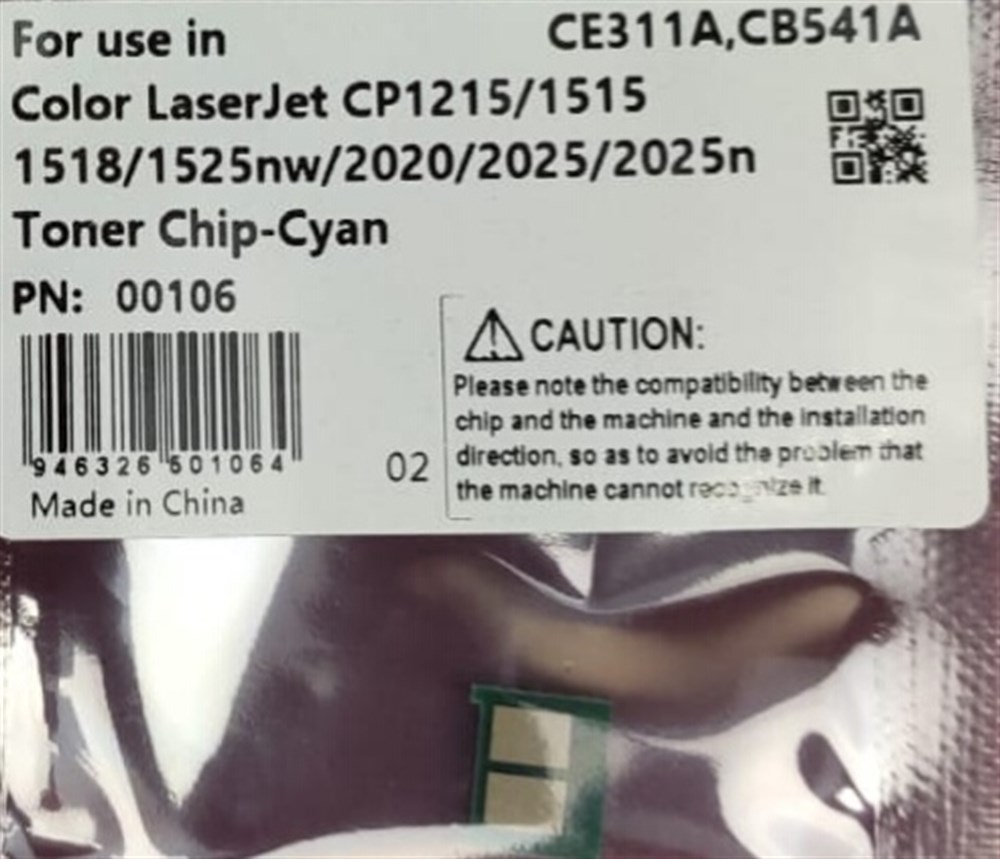 For use in CE311A,CB541A
Color LaserJet CP1215/1515
1518/1525nw/2020/2025/2025n
Toner Chip-Cyan
PN: 00106
9 46326 601064
Made in China
02
CAUTION:
Please note the compatibility between the
chip and the machine and the installation
direction, so as to avoid the problem that
the machine cannot recognize it.